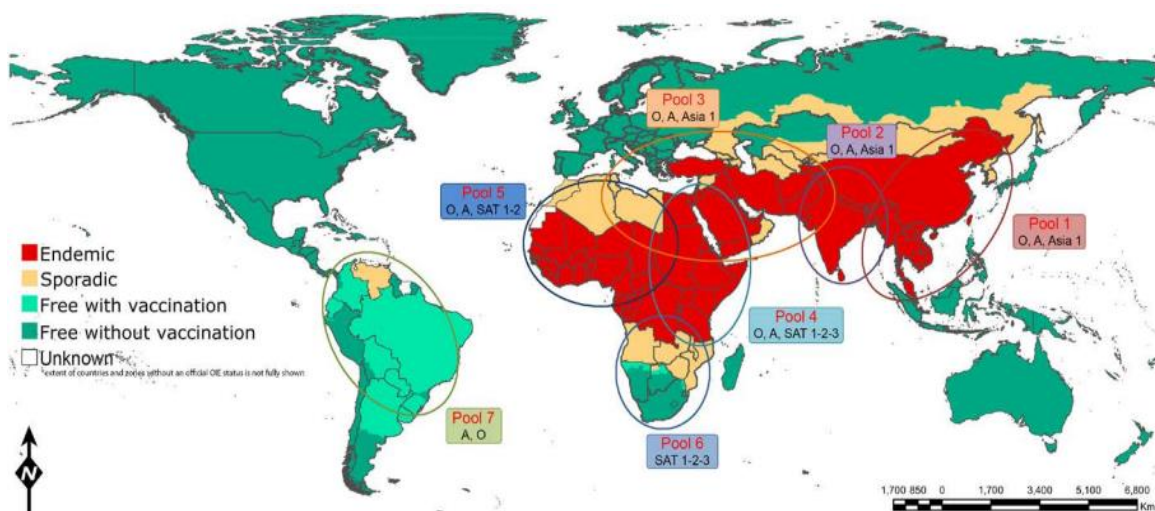 Pool 3
O, A, Asia 1
Pool 2
O, A, Asia 1
Pool 5
O, A, SAT 1-2
Pool 1
O, A, Asia 1
Endemic
Sporadic
Free with vaccination
Free without vaccination
Unknown
*extent of countries and zones without an official OIE status is not fully shown
Pool 4
O, A, SAT 1-2-3
Pool 7
A, O
Pool 6
SAT 1-2-3
N
1,700 850 0 1,700 3,400 5,100 6,800
Km